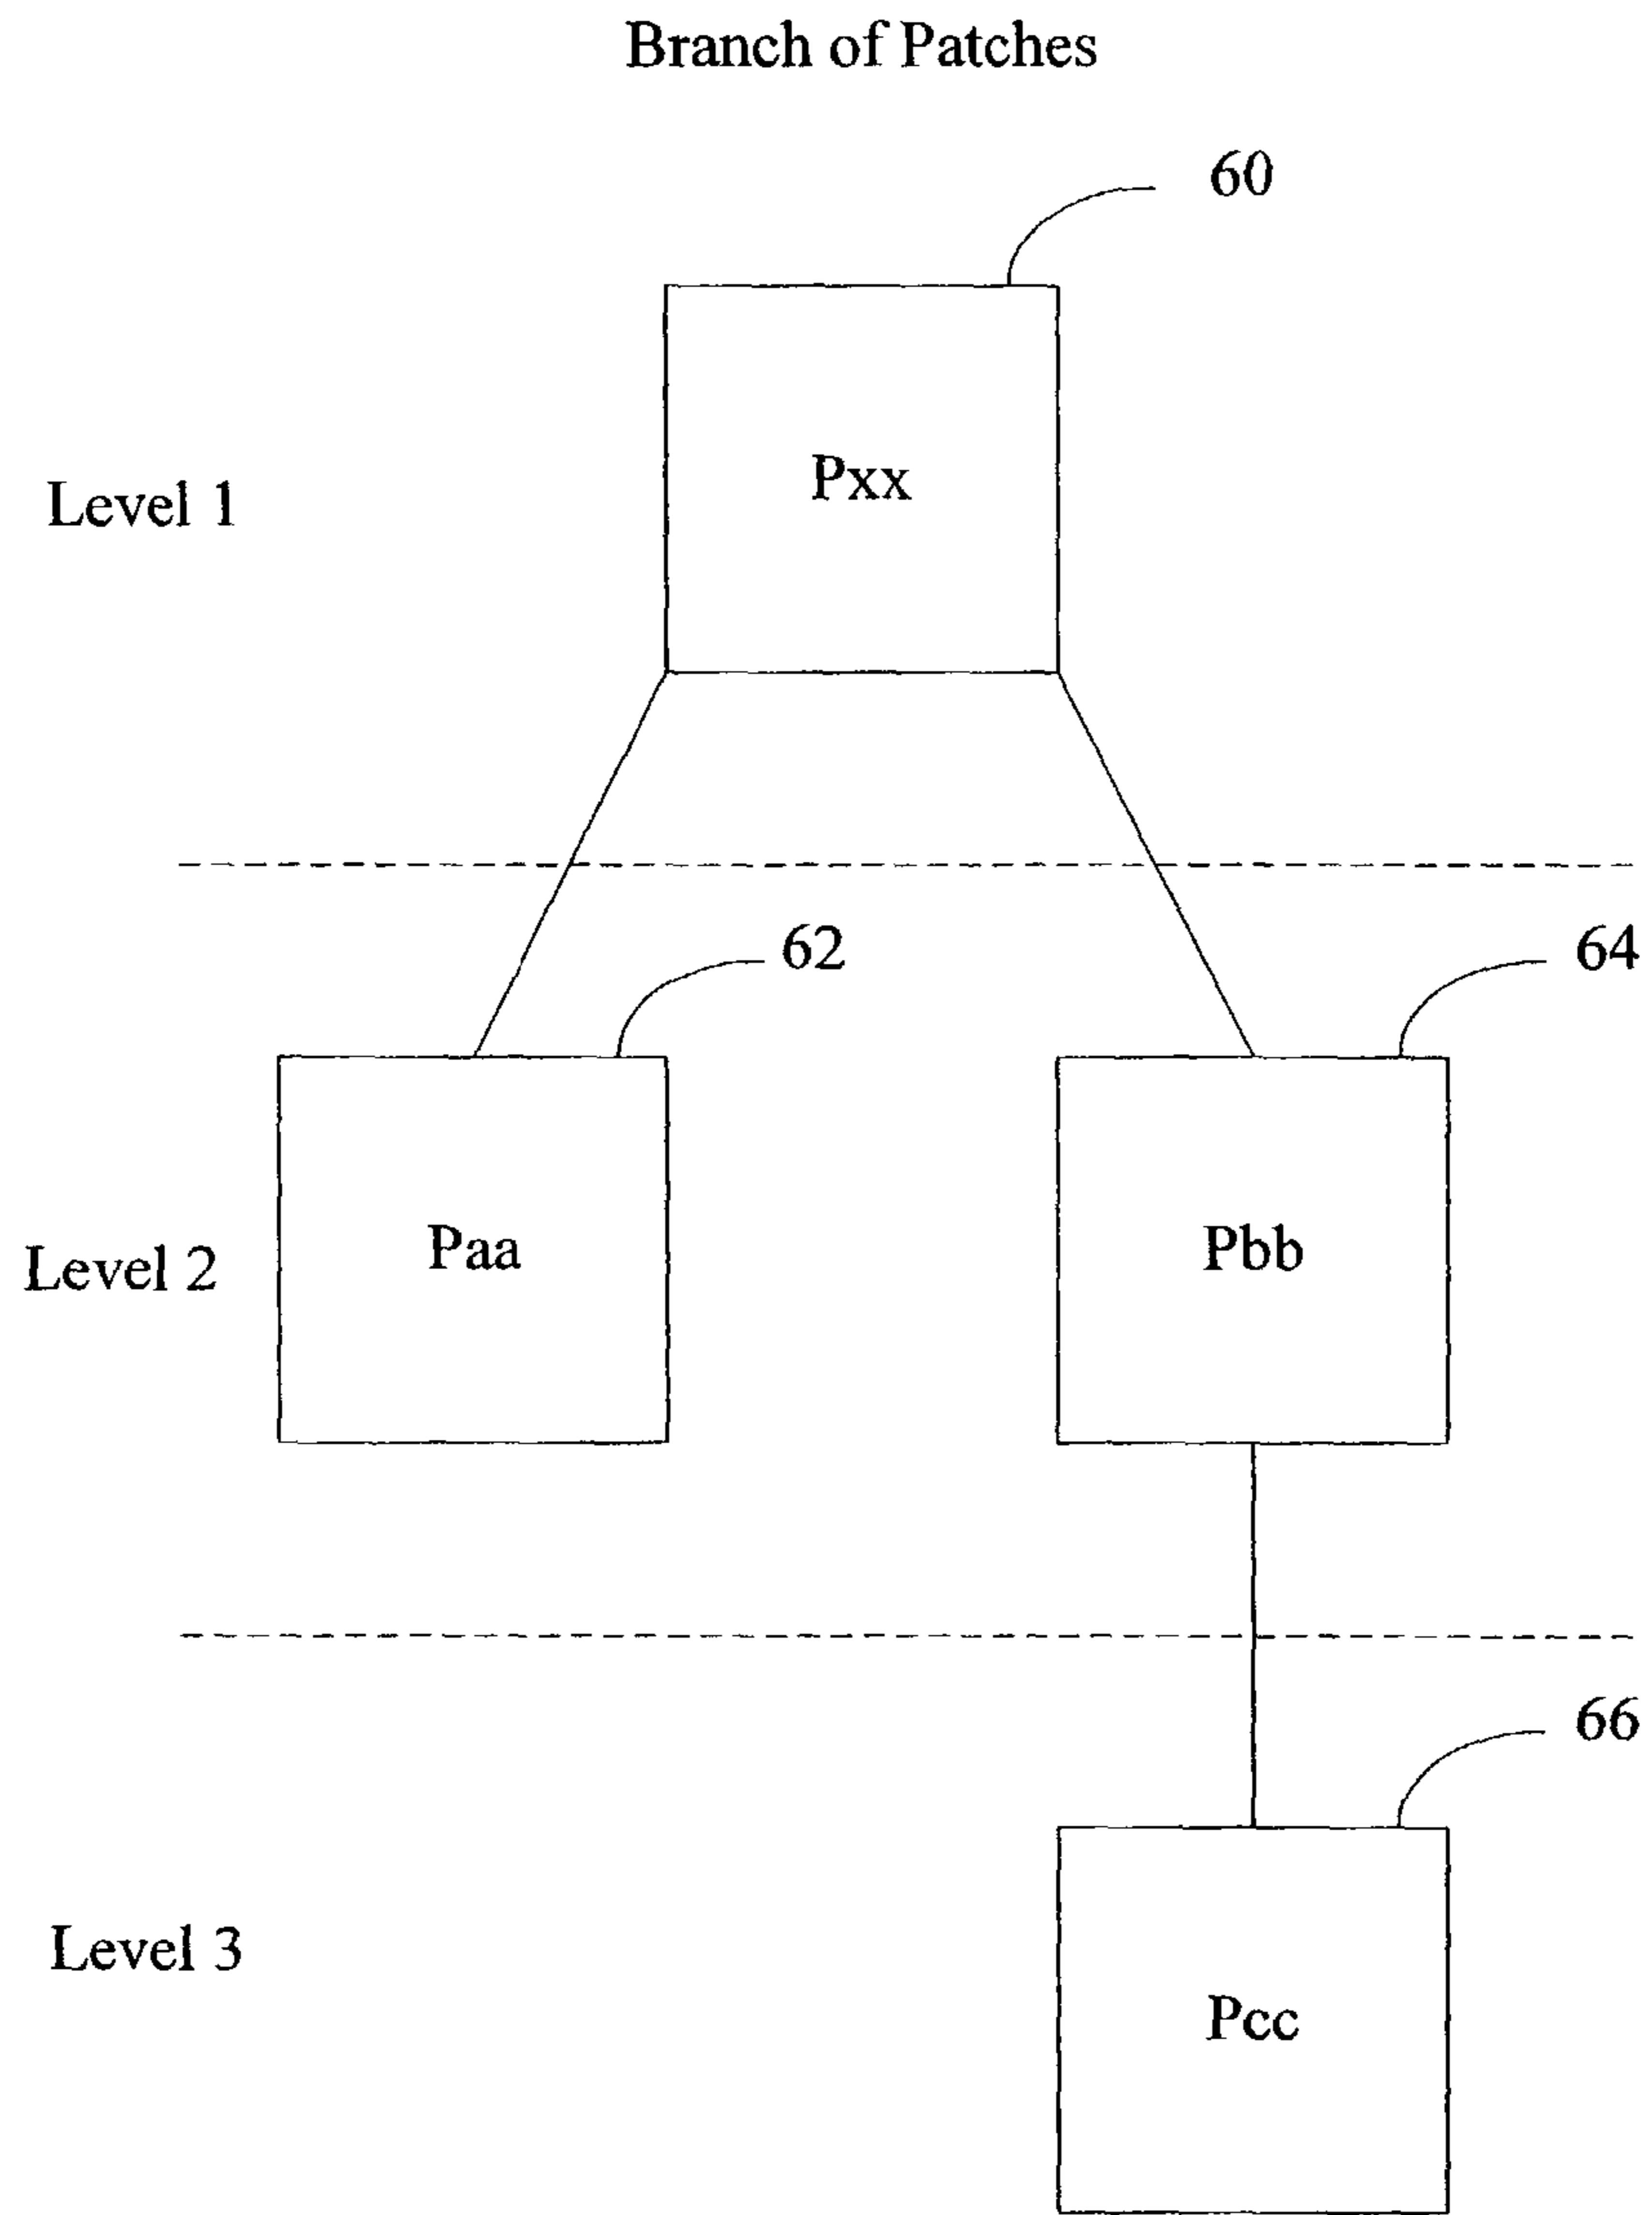 Branch of Patches
60
Pxx
Level 1
62
64
Paa
Pbb
Level 2
66
Level 3
Pcc